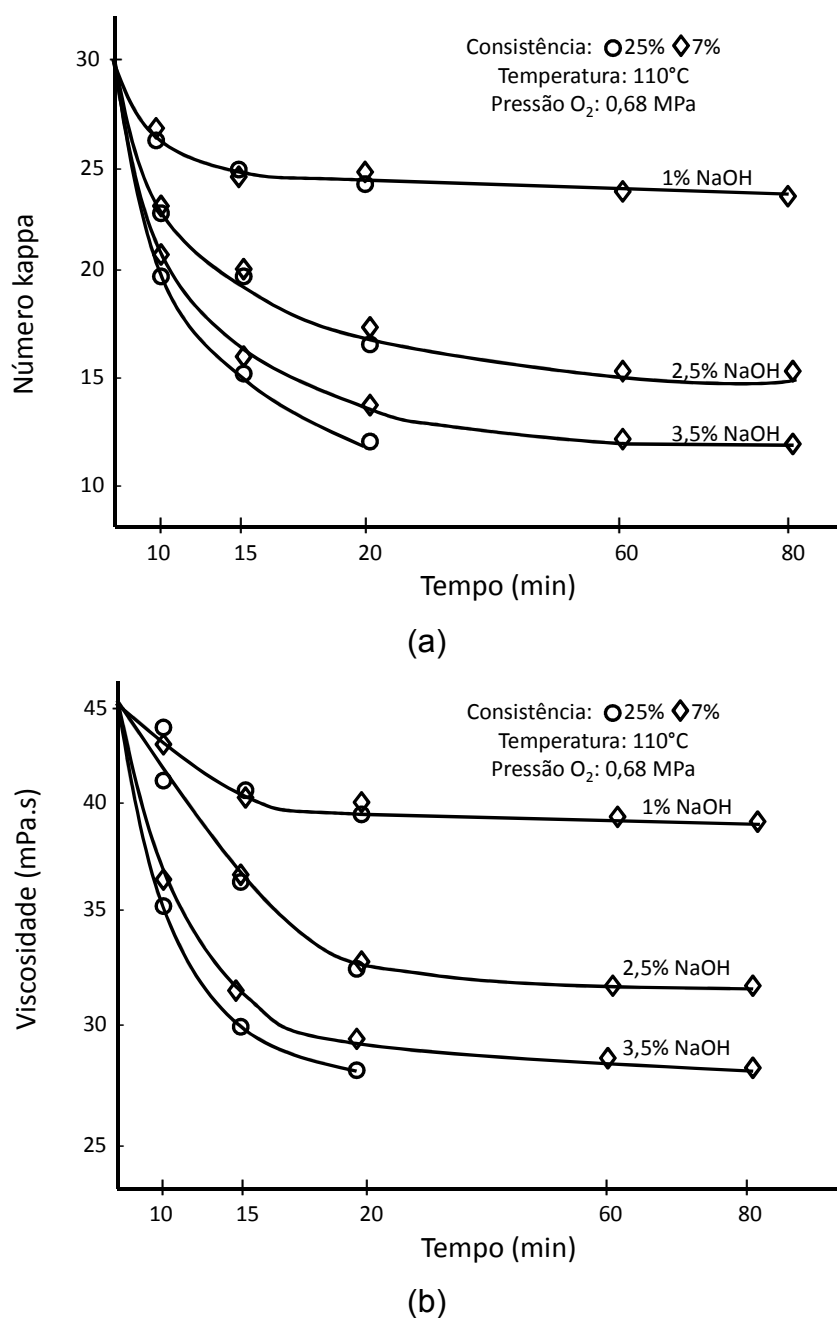 Consistência: 25% 7%
Temperatura: 110°C
Pressão O₂: 0,68 MPa
Número kappa
30
25
20
15
10
1% NaOH
2,5% NaOH
3,5% NaOH
10 15 20 60 80
Tempo (min)
(a)
Consistência: 25% 7%
Temperatura: 110°C
Pressão O₂: 0,68 MPa
Viscosidade (mPa.s)
45
40
35
30
25
1% NaOH
2,5% NaOH
3,5% NaOH
10 15 20 60 80
Tempo (min)
(b)